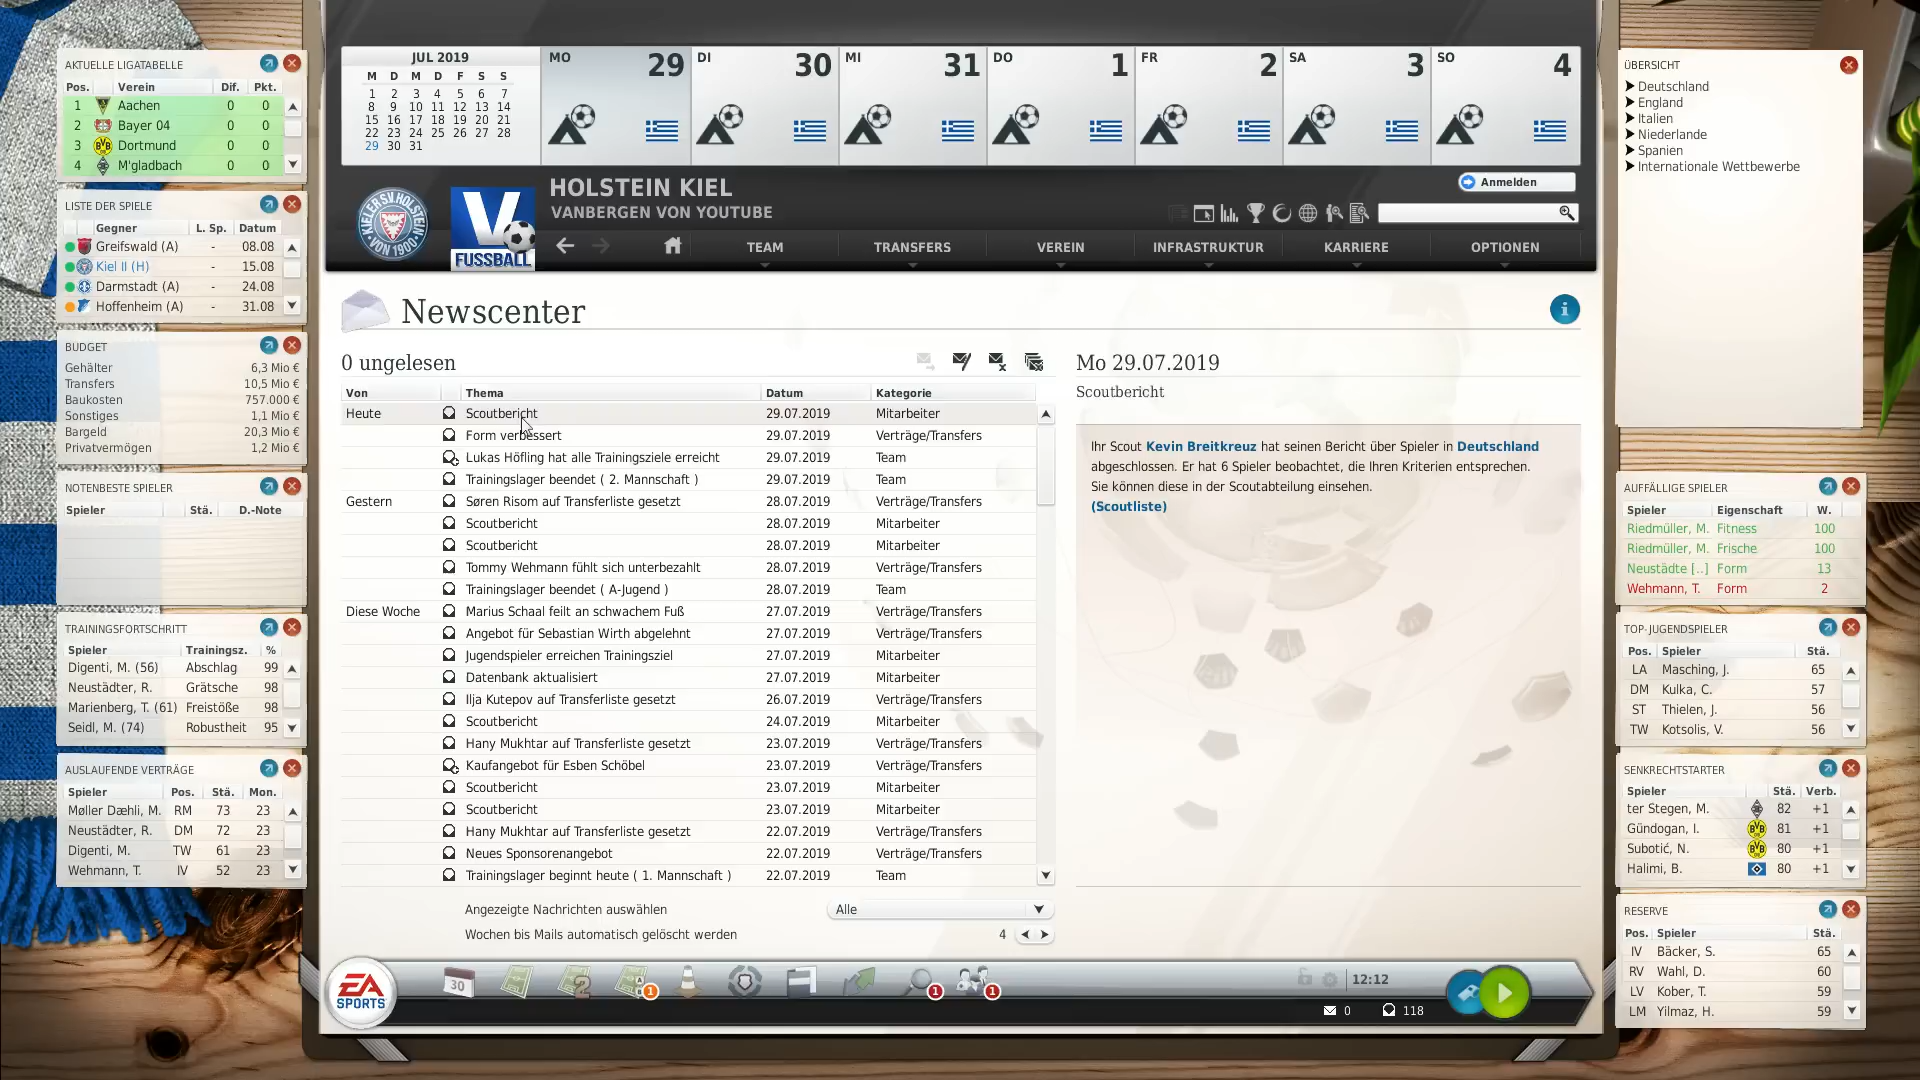 AKTUELLE LIGATABELLE
Pos. Verein Dif. Pkt.
1 Aachen 0 0
2 Bayer 04 0 0
3 Dortmund 0 0
4 M'gladbach 0 0
LISTE DER SPIELE
Gegner L. Sp. Datum
Greifswald (A) - 08.08
Kiel II (H) - 15.08
Darmstadt (A) - 24.08
Hoffenheim (A) - 31.08
BUDGET
Gehälter 6,3 Mio €
Transfers 10,5 Mio €
Baukosten 757.000 €
Sonstiges 1,1 Mio €
Bargeld 20,3 Mio €
Privatvermögen 1,2 Mio €
NOTENBESTE SPIELER
Spieler Stä. D.-Note
TRAININGSFORTSCHRITT
Spieler Trainingsz. %
Digenti, M. (56) Abschlag 99
Neustädter, R. Grätsche 98
Marienberg, T. (61) Freistöße 98
Seidl, M. (74) Robustheit 95
AUSLAUFENDE VERTRÄGE
Spieler Pos. Stä. Mon.
Møller Dæhli, M. RM 73 23
Neustädter, R. DM 72 23
Digenti, M. TW 61 23
Wehmann, T. IV 52 23
JUL 2019
M D M D F S S
1 2 3 4 5 6 7
8 9 10 11 12 13 14
15 16 17 18 19 20 21
22 23 24 25 26 27 28
29 30 31
MO 29
DI 30
MI 31
DO 1
FR 2
SA 3
SO 4
KIELER S.V. HOLSTEIN VON 1900
V FUSSBALL
HOLSTEIN KIEL
VANBERGEN VON YOUTUBE
Anmelden
TEAM TRANSFERS VEREIN INFRASTRUKTUR KARRIERE OPTIONEN
Newscenter
0 ungelesen
Von Thema Datum Kategorie
Heute Scoutbericht 29.07.2019 Mitarbeiter
Form verbessert 29.07.2019 Verträge/Transfers
Lukas Höfling hat alle Trainingsziele erreicht 29.07.2019 Team
Trainingslager beendet ( 2. Mannschaft ) 29.07.2019 Team
Gestern Søren Risom auf Transferliste gesetzt 28.07.2019 Verträge/Transfers
Scoutbericht 28.07.2019 Mitarbeiter
Scoutbericht 28.07.2019 Mitarbeiter
Tommy Wehmann fühlt sich unterbezahlt 28.07.2019 Verträge/Transfers
Trainingslager beendet ( A-Jugend ) 28.07.2019 Team
Diese Woche Marius Schaal feilt an schwachem Fuß 27.07.2019 Verträge/Transfers
Angebot für Sebastian Wirth abgelehnt 27.07.2019 Verträge/Transfers
Jugendspieler erreichen Trainingsziel 27.07.2019 Mitarbeiter
Datenbank aktualisiert 27.07.2019 Mitarbeiter
Ilja Kutepov auf Transferliste gesetzt 26.07.2019 Verträge/Transfers
Scoutbericht 24.07.2019 Mitarbeiter
Hany Mukhtar auf Transferliste gesetzt 23.07.2019 Verträge/Transfers
Kaufangebot für Esben Schöbel 23.07.2019 Verträge/Transfers
Scoutbericht 23.07.2019 Mitarbeiter
Scoutbericht 23.07.2019 Mitarbeiter
Hany Mukhtar auf Transferliste gesetzt 22.07.2019 Verträge/Transfers
Neues Sponsorenangebot 22.07.2019 Verträge/Transfers
Trainingslager beginnt heute ( 1. Mannschaft ) 22.07.2019 Team
Angezeigte Nachrichten auswählen Alle
Wochen bis Mails automatisch gelöscht werden 4
Mo 29.07.2019
Scoutbericht
Ihr Scout Kevin Breitkreuz hat seinen Bericht über Spieler in Deutschland
abgeschlossen. Er hat 6 Spieler beobachtet, die Ihren Kriterien entsprechen.
Sie können diese in der Scoutabteilung einsehen.
(Scoutliste)
EA SPORTS
30
2
1
1
1
12:12
0 118
ÜBERSICHT
Deutschland
England
Italien
Niederlande
Spanien
Internationale Wettbewerbe
AUFFÄLLIGE SPIELER
Spieler Eigenschaft W.
Riedmüller, M. Fitness 100
Riedmüller, M. Frische 100
Neustädte [..] Form 13
Wehmann, T. Form 2
TOP-JUGENDSPIELER
Pos. Spieler Stä.
LA Masching, J. 65
DM Kulka, C. 57
ST Thielen, J. 56
TW Kotsolis, V. 56
SENKRECHTSTARTER
Spieler Stä. Verb.
ter Stegen, M. 82 +1
Gündogan, I. 81 +1
Subotić, N. 80 +1
Halimi, B. 80 +1
RESERVE
Pos. Spieler Stä.
IV Bäcker, S. 65
RV Wahl, D. 60
LV Kober, T. 59
LM Yilmaz, H. 59